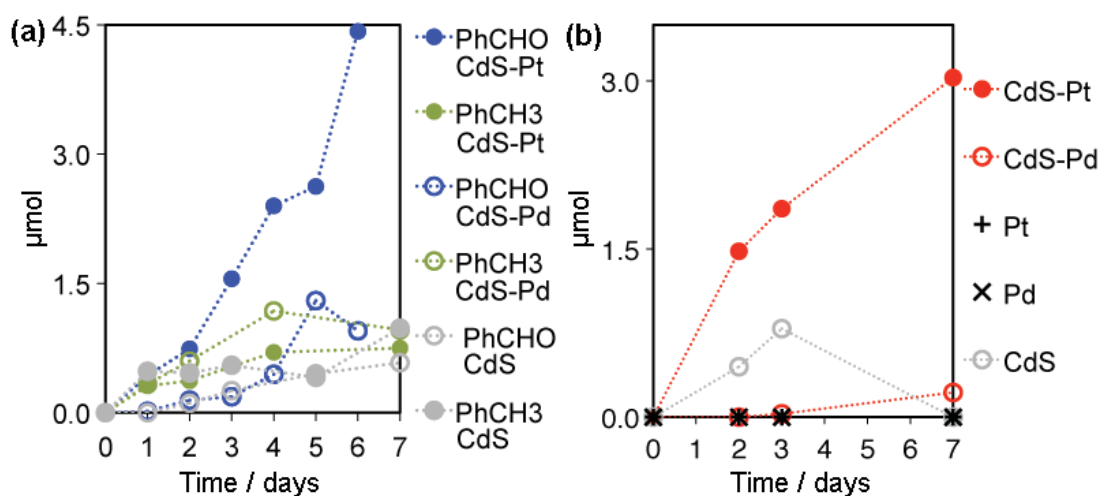 (a)
4.5
3.0
1.5
0.0
µmol
0 1 2 3 4 5 6 7
Time / days
PhCHO
CdS-Pt
PhCH3
CdS-Pt
PhCHO
CdS-Pd
PhCH3
CdS-Pd
PhCHO
CdS
PhCH3
CdS
(b)
3.0
1.5
0.0
µmol
0 1 2 3 4 5 6 7
Time / days
CdS-Pt
CdS-Pd
Pt
Pd
CdS